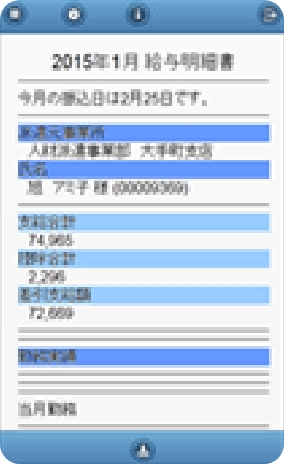 2015年1月 給与明細書
今月の振込日は2月25日です。
派遣元事業所
人材派遣事業部 大手町支店
氏名
旭 アミ子 様 (00009369)
支給合計
74,965
控除合計
2,296
差引支給額
72,669
勤務実績
当月勤務